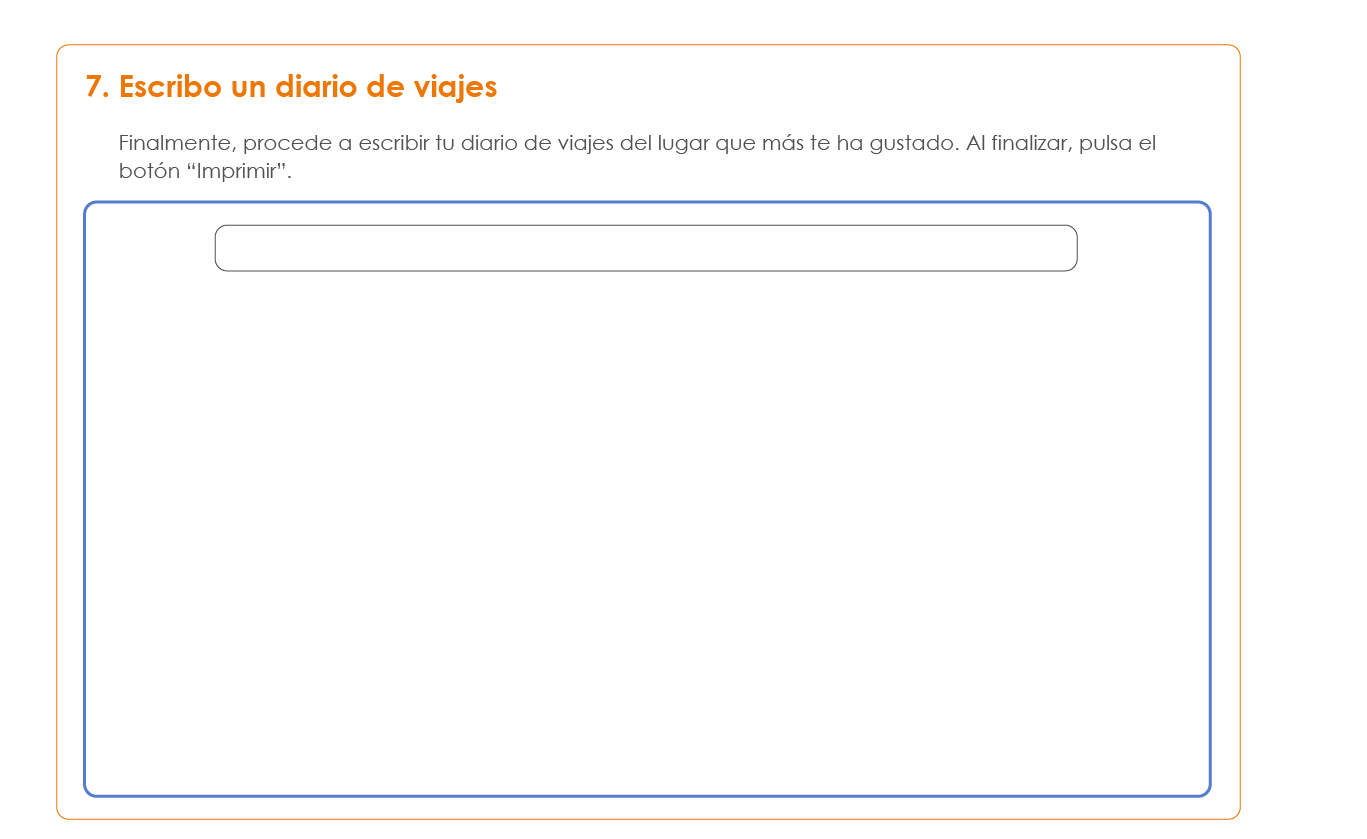 7. Escribo un diario de viajes
Finalmente, procede a escribir tu diario de viajes del lugar que más te ha gustado. Al finalizar, pulsa el
botón “Imprimir”.